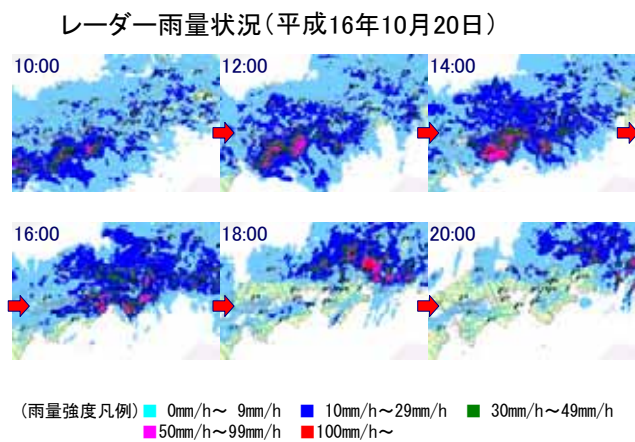 レーダー雨量状況(平成16年10月20日)
10:00 12:00 14:00
16:00 18:00 20:00
(雨量強度凡例) 0mm/h～ 9mm/h 10mm/h～29mm/h 30mm/h～49mm/h
50mm/h～99mm/h 100mm/h～